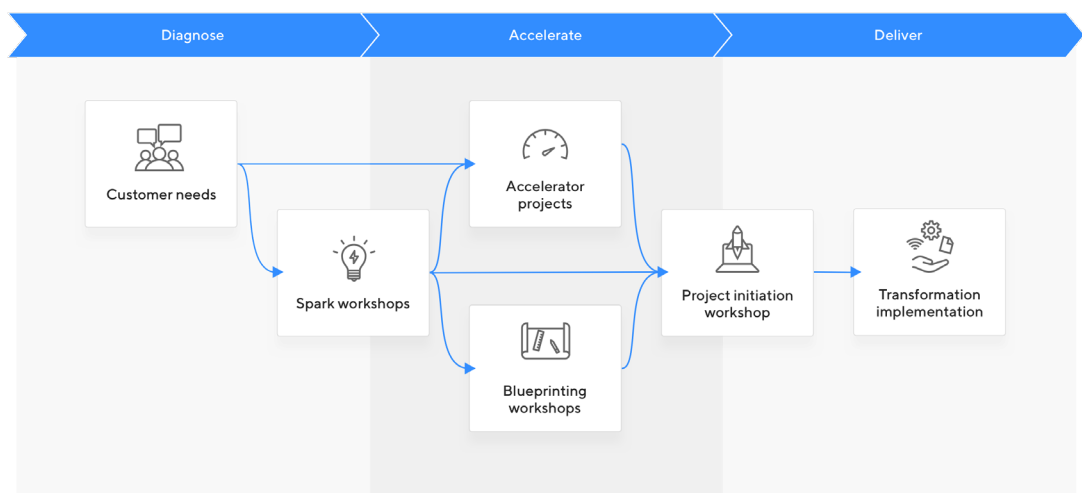 Diagnose
Accelerate
Deliver
Customer needs
Spark workshops
Accelerator
projects
Blueprinting
workshops
Project initiation
workshop
Transformation
implementation